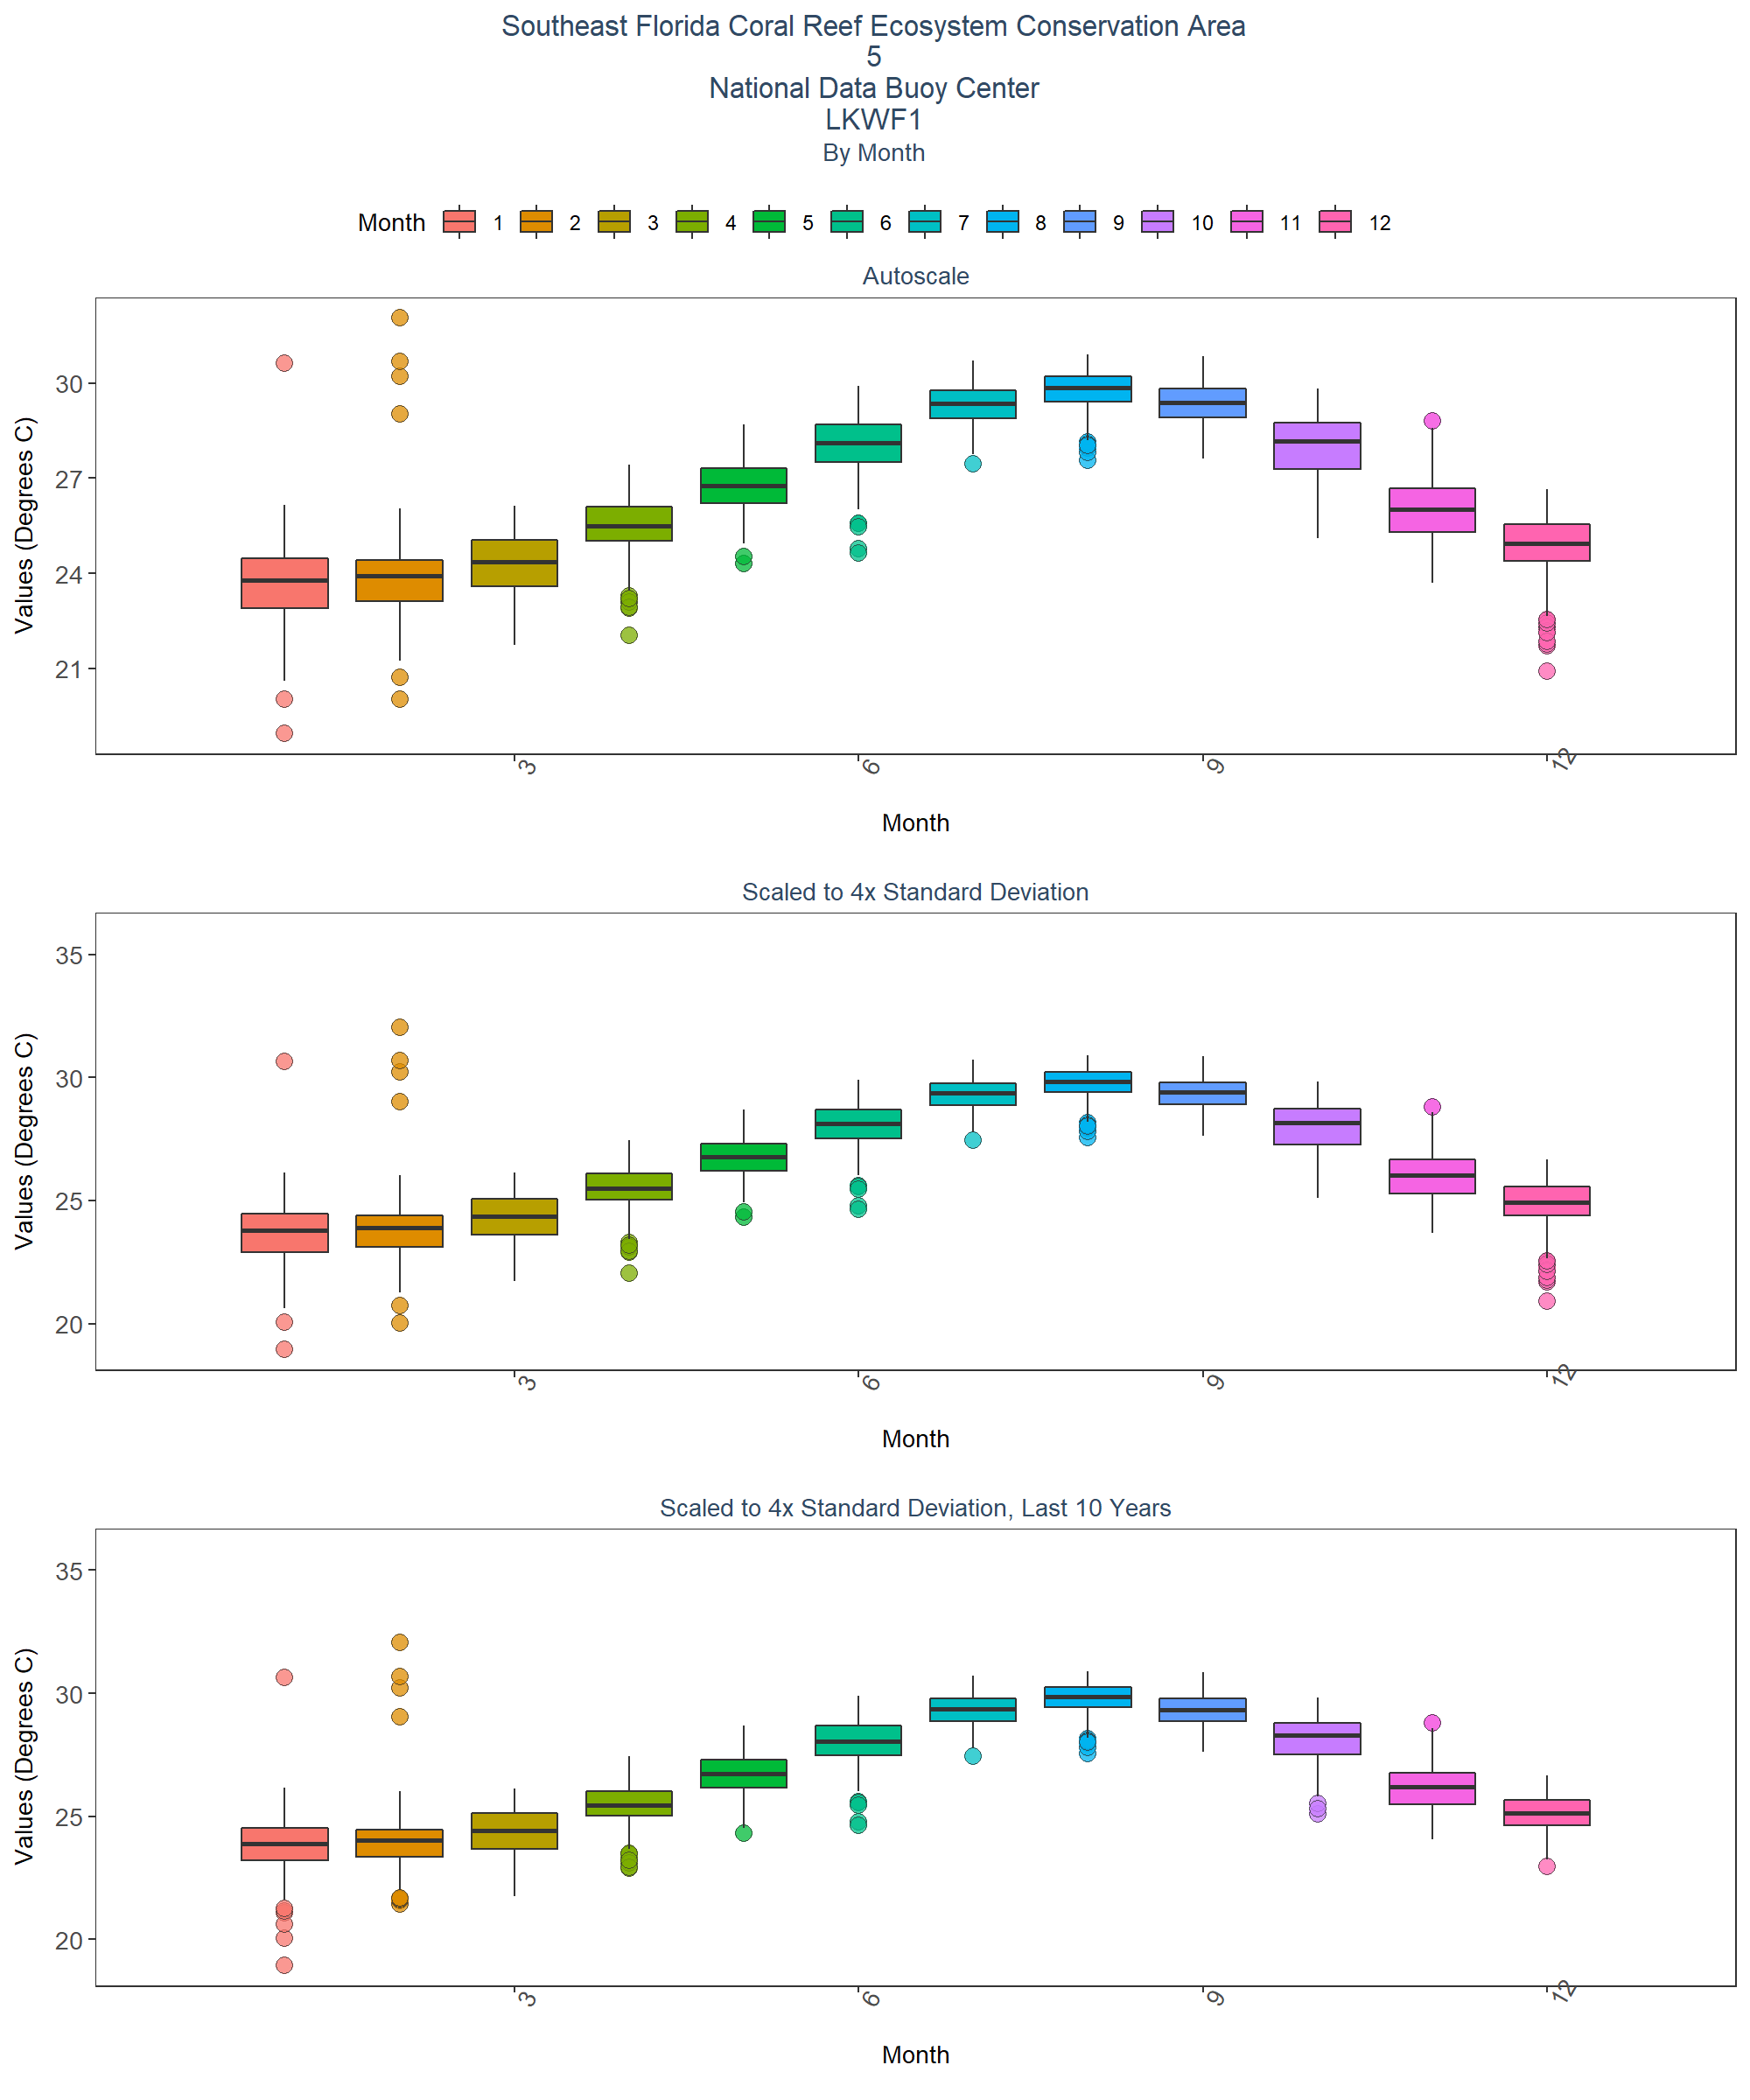 Southeast Florida Coral Reef Ecosystem Conservation Area
5
National Data Buoy Center
LKWF1
By Month
Month 1 2 3 4 5 6 7 8 9 10 11 12
Autoscale
Values (Degrees C)
30
27
24
21
3 6 9 12
Month
Scaled to 4x Standard Deviation
Values (Degrees C)
35
30
25
20
3 6 9 12
Month
Scaled to 4x Standard Deviation, Last 10 Years
Values (Degrees C)
35
30
25
20
3 6 9 12
Month